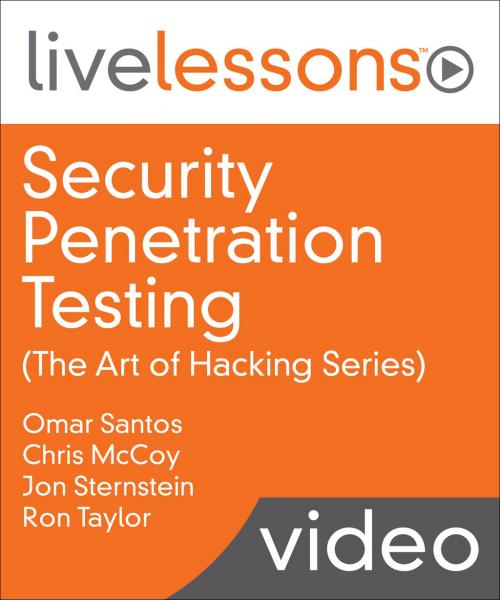 livelessons™
Security
Penetration
Testing
(The Art of Hacking Series)
Omar Santos
Chris McCoy
Jon Sternstein
Ron Taylor
video